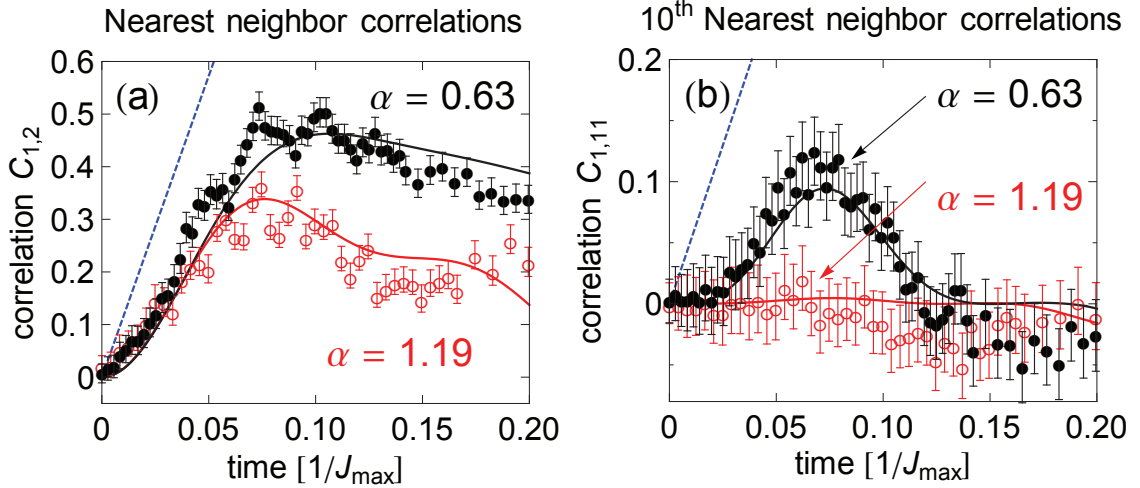 Nearest neighbor correlations
(a)
α = 0.63
α = 1.19
correlation C1,2
0.6
0.5
0.4
0.3
0.2
0.1
0
0
0.05
0.10
0.15
0.20
time [1/Jmax]
10th Nearest neighbor correlations
(b)
α = 0.63
α = 1.19
correlation C1,11
0.2
0.1
0
0
0.05
0.10
0.15
0.20
time [1/Jmax]